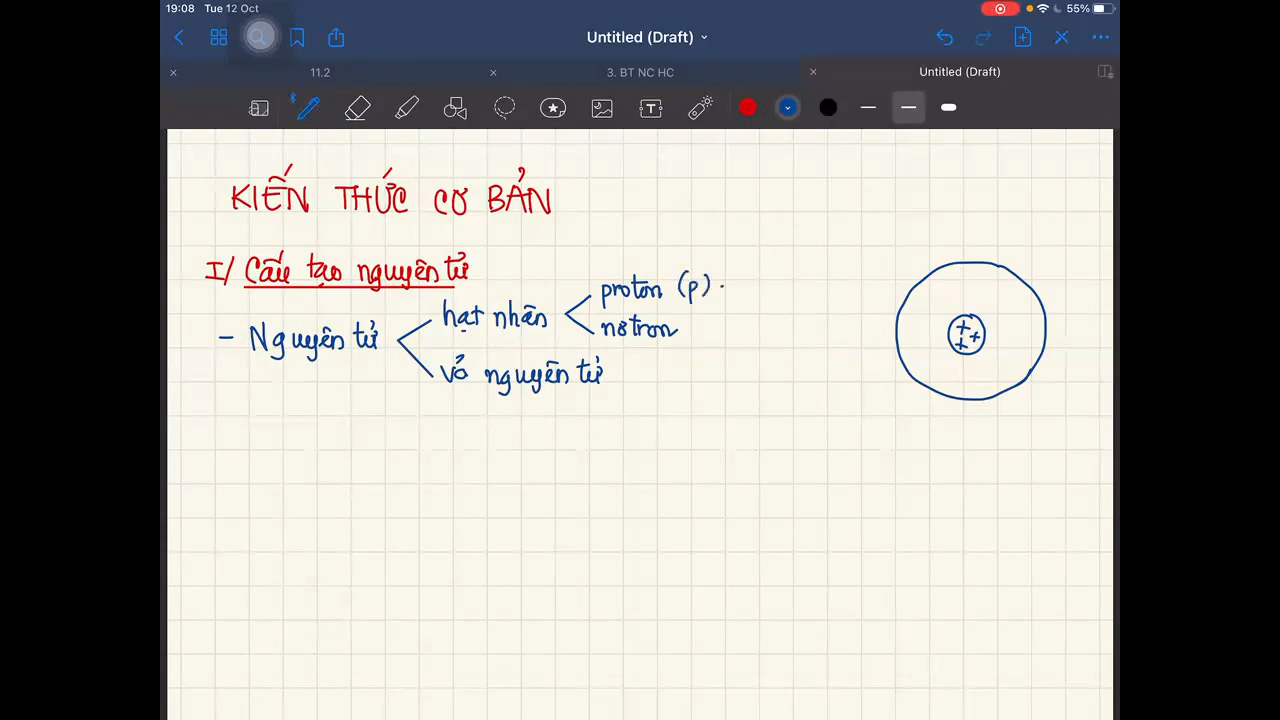 19:08 Tue 12 Oct
55%
Untitled (Draft)
11.2
3. BT NC HC
Untitled (Draft)
KIẾN THỨC CƠ BẢN
I/ Cấu tạo nguyên tử
proton (p)
hạt nhân
nơtron
- Nguyên tử
vỏ nguyên tử
+ + +